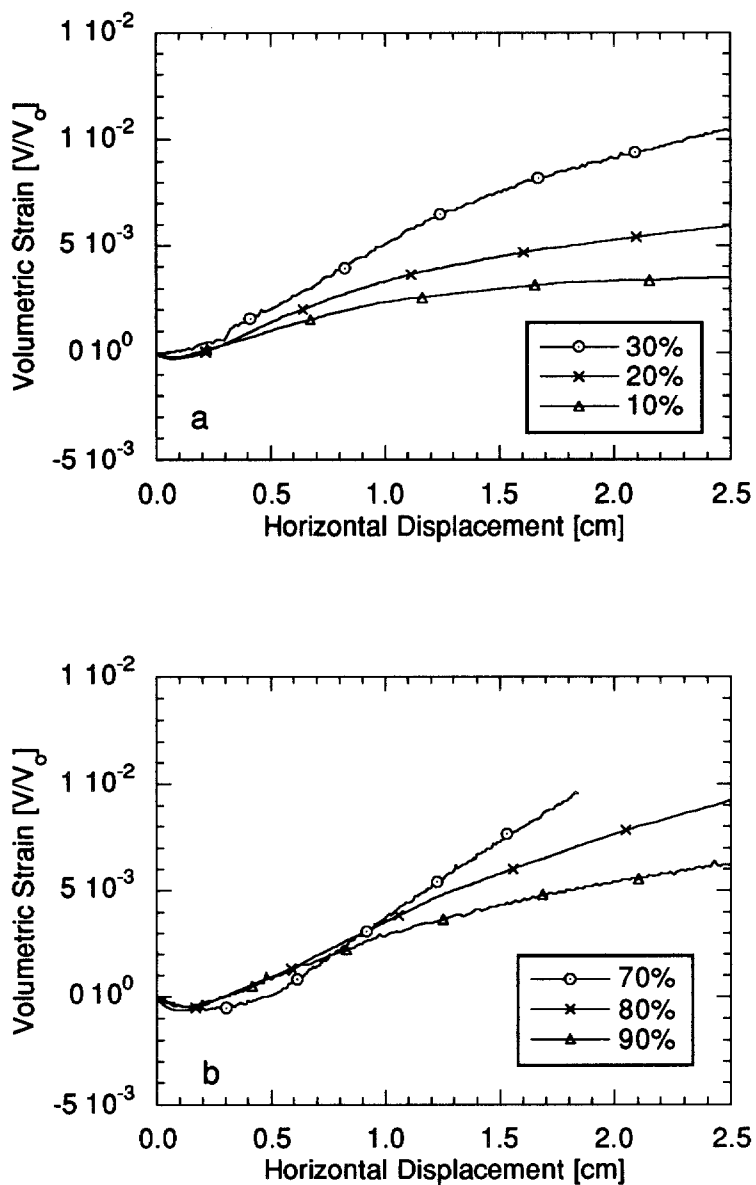 1 10-2
1 10-2
5 10-3
0 100
-5 10-3
Volumetric Strain [V/Vo]
a
30%
20%
10%
0.0 0.5 1.0 1.5 2.0 2.5
Horizontal Displacement [cm]
1 10-2
1 10-2
5 10-3
0 100
-5 10-3
Volumetric Strain [V/Vo]
b
70%
80%
90%
0.0 0.5 1.0 1.5 2.0 2.5
Horizontal Displacement [cm]